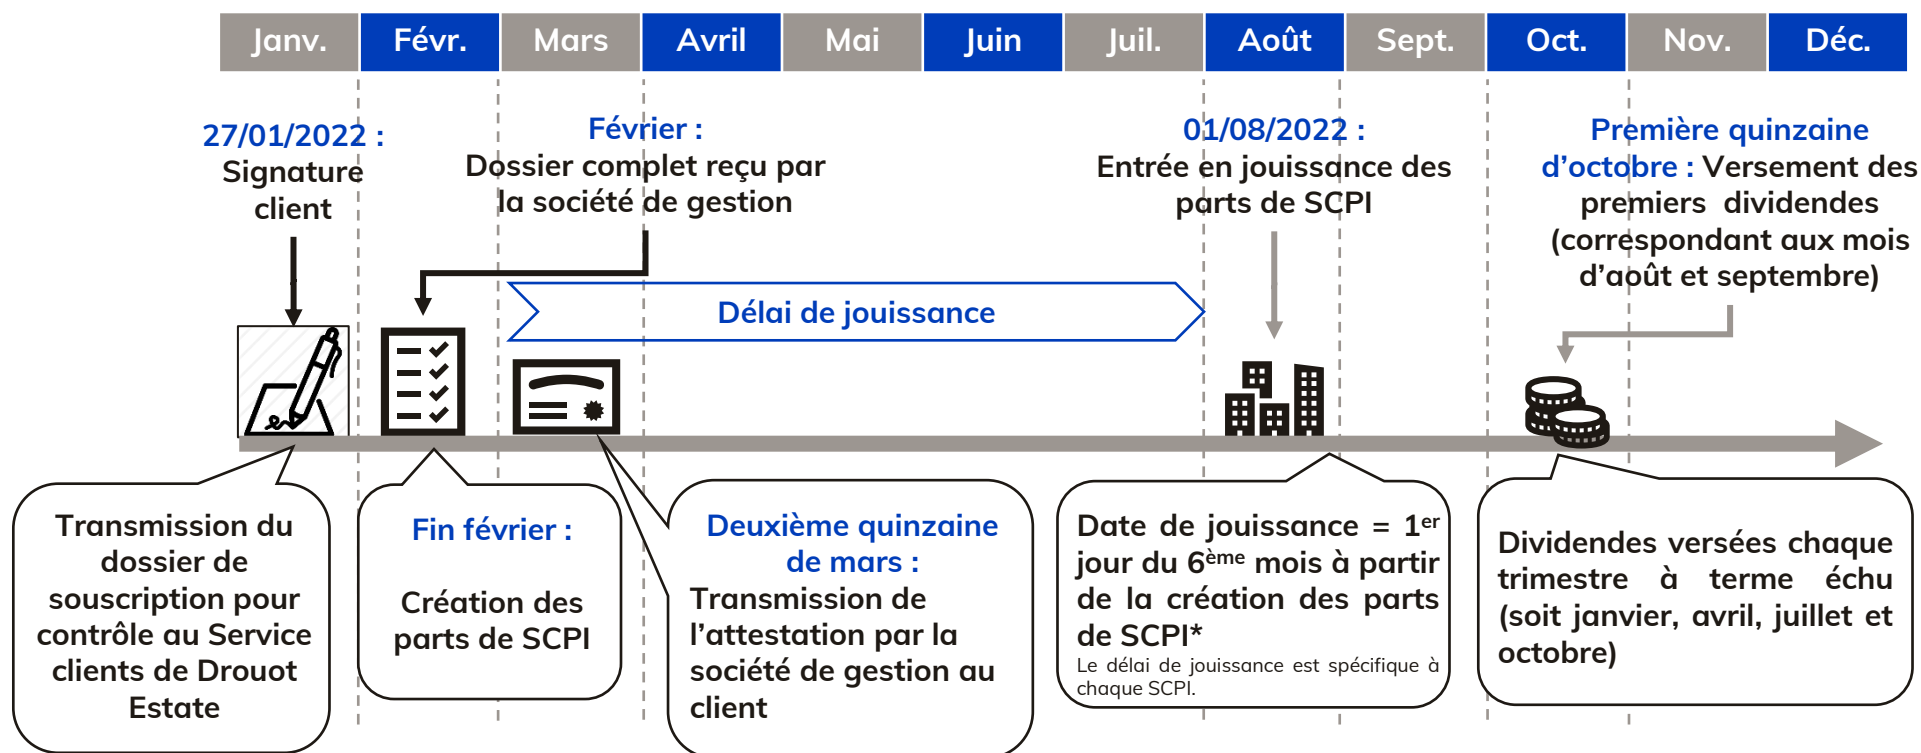 Janv. Févr. Mars Avril Mai Juin Juil. Août Sept. Oct. Nov. Déc.
27/01/2022 :
Signature
client
Février :
Dossier complet reçu par
la société de gestion
01/08/2022 :
Entrée en jouissance des
parts de SCPI
Première quinzaine
d’octobre : Versement des
premiers dividendes
(correspondant aux mois
d’août et septembre)
Délai de jouissance
Transmission du
dossier de
souscription pour
contrôle au Service
clients de Drouot
Estate
Fin février :
Création des
parts de SCPI
Deuxième quinzaine
de mars :
Transmission de
l’attestation par la
société de gestion au
client
Date de jouissance = 1er
jour du 6ème mois à partir
de la création des parts
de SCPI*
Le délai de jouissance est spécifique à
chaque SCPI.
Dividendes versées chaque
trimestre à terme échu
(soit janvier, avril, juillet et
octobre)